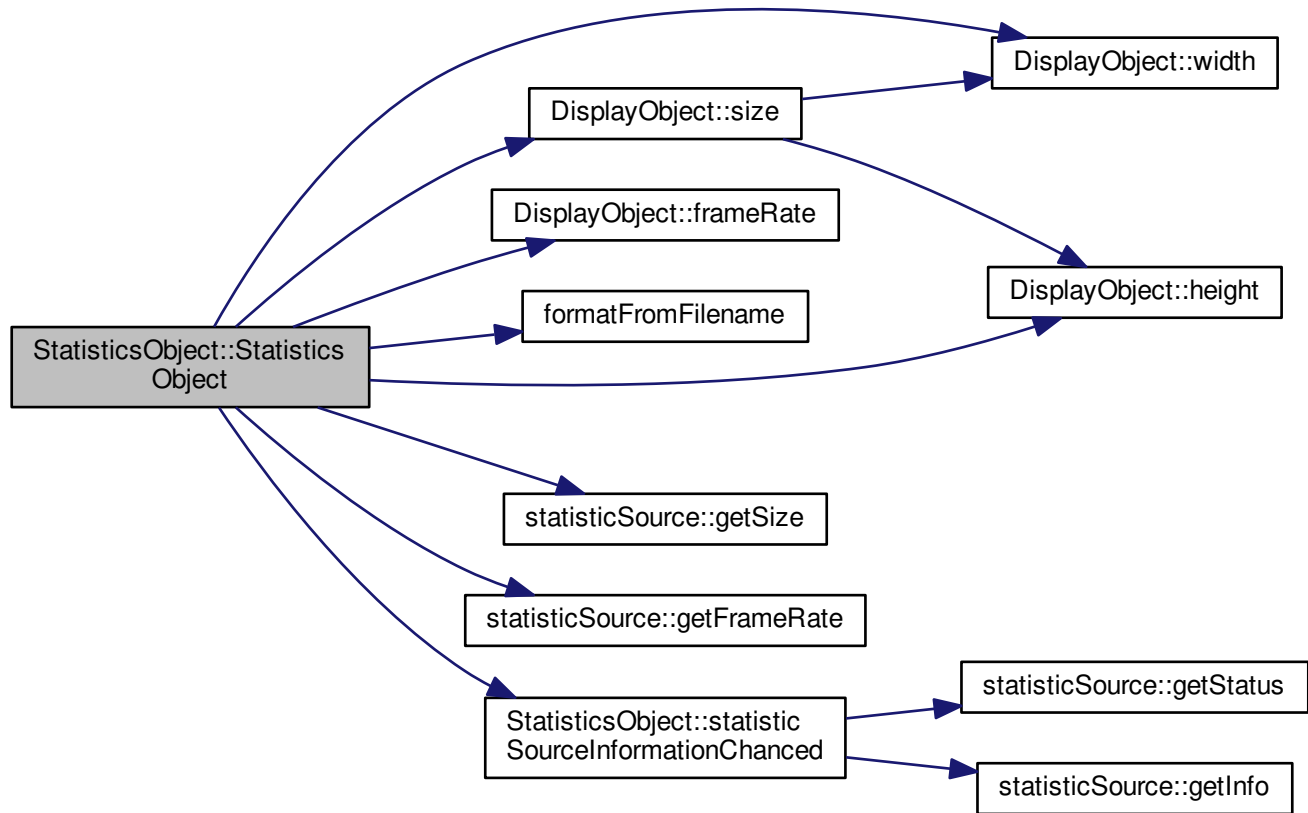 DisplayObject::width
DisplayObject::size
DisplayObject::frameRate
DisplayObject::height
formatFromFilename
StatisticsObject::Statistics
Object
statisticSource::getSize
statisticSource::getFrameRate
statisticSource::getStatus
StatisticsObject::statistic
SourceInformationChanced
statisticSource::getInfo